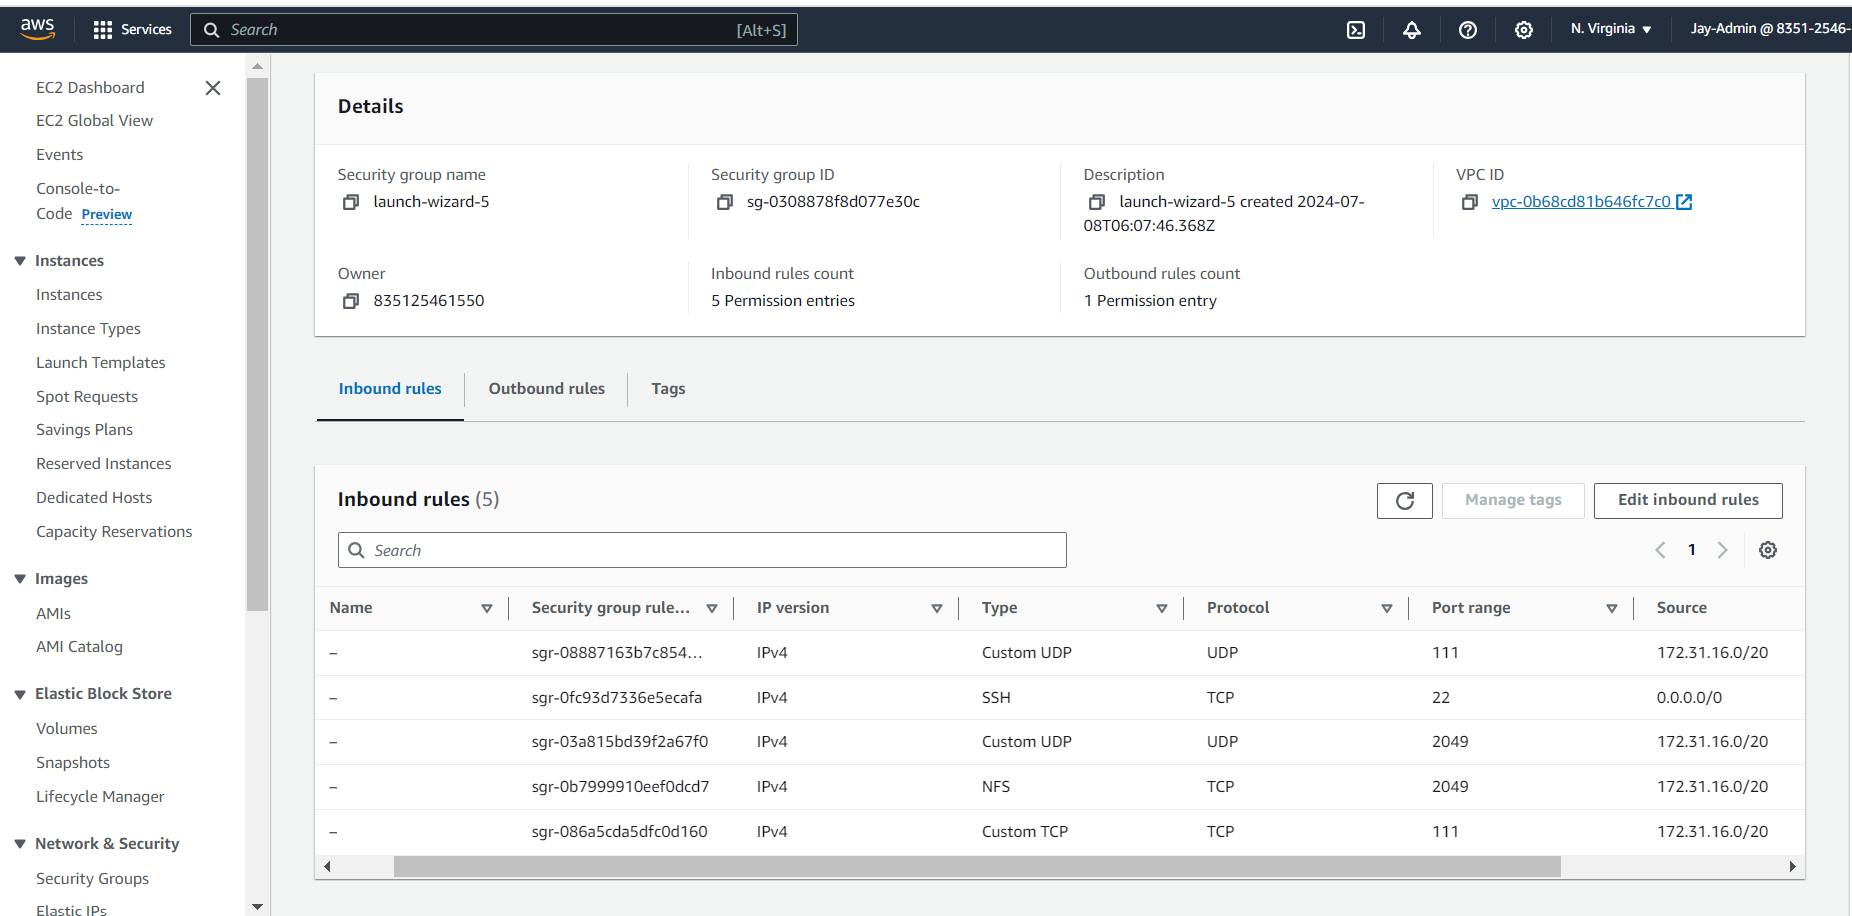 aws
Services
Search
[Alt+S]
N. Virginia
Jay-Admin @ 8351-2546-
EC2 Dashboard
EC2 Global View
Events
Console-to-
Code Preview
Instances
Instances
Instance Types
Launch Templates
Spot Requests
Savings Plans
Reserved Instances
Dedicated Hosts
Capacity Reservations
Images
AMIs
AMI Catalog
Elastic Block Store
Volumes
Snapshots
Lifecycle Manager
Network & Security
Security Groups
Elastic IPs
Details
Security group name
launch-wizard-5
Security group ID
sg-0308878f8d077e30c
Description
launch-wizard-5 created 2024-07-
08T06:07:46.368Z
VPC ID
vpc-0b68cd81b646fc7c0
Owner
835125461550
Inbound rules count
5 Permission entries
Outbound rules count
1 Permission entry
Inbound rules
Outbound rules
Tags
Inbound rules (5)
Manage tags
Edit inbound rules
Search
1
Name Security group rule... IP version Type Protocol Port range Source
– sgr-08887163b7c854... IPv4 Custom UDP UDP 111 172.31.16.0/20
– sgr-0fc93d7336e5ecafa IPv4 SSH TCP 22 0.0.0.0/0
– sgr-03a815bd39f2a67f0 IPv4 Custom UDP UDP 2049 172.31.16.0/20
– sgr-0b7999910eef0dcd7 IPv4 NFS TCP 2049 172.31.16.0/20
– sgr-086a5cda5dfc0d160 IPv4 Custom TCP TCP 111 172.31.16.0/20